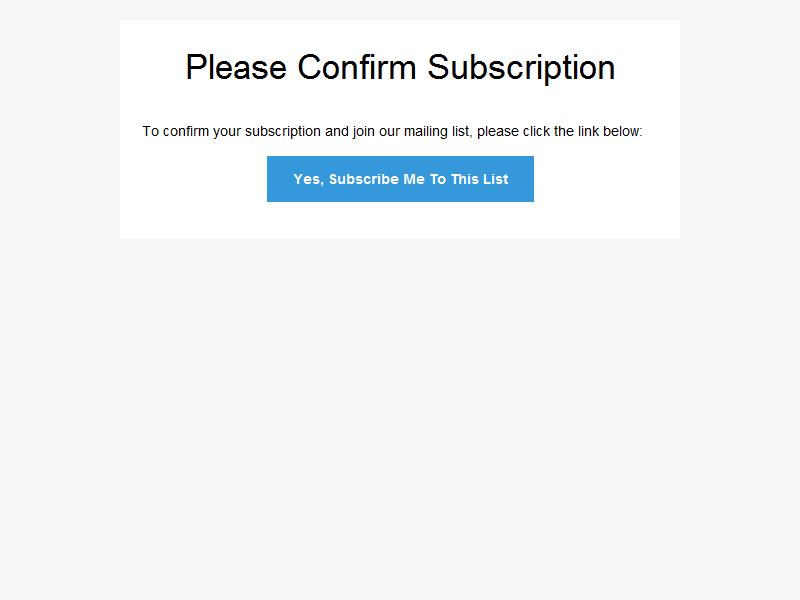 Please Confirm Subscription
To confirm your subscription and join our mailing list, please click the link below:
Yes, Subscribe Me To This List